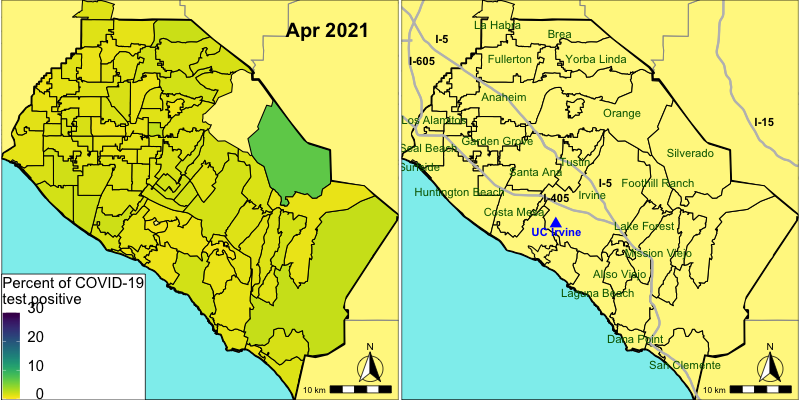 Apr 2021
Percent of COVID-19
test positive
30
20
10
0
N
10 km
La Habra
Brea
I-5
I-605
Fullerton
Yorba Linda
Anaheim
Orange
Los Alamitos
I-15
Garden Grove
Seal Beach
Silverado
Tustin
Sunside
Santa Ana
I-5
Foothill Ranch
Huntington Beach
Irvine
I-405
Costa Mesa
Lake Forest
UC Irvine
Mission Viejo
Aliso Viejo
Laguna Beach
Dana Point
San Clemente
N
10 km